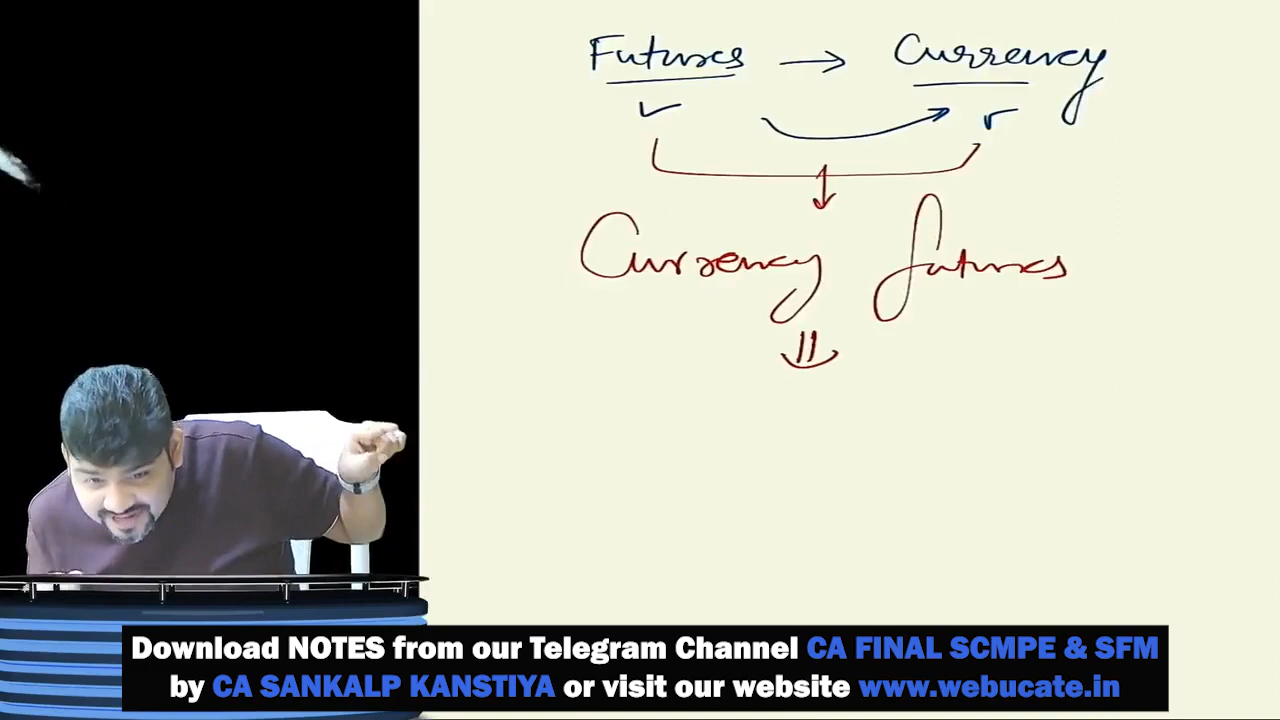 Futures → Currency
Currency futures
Download NOTES from our Telegram Channel CA FINAL SCMPE & SFM
by CA SANKALP KANSTIYA or visit our website www.webucate.in